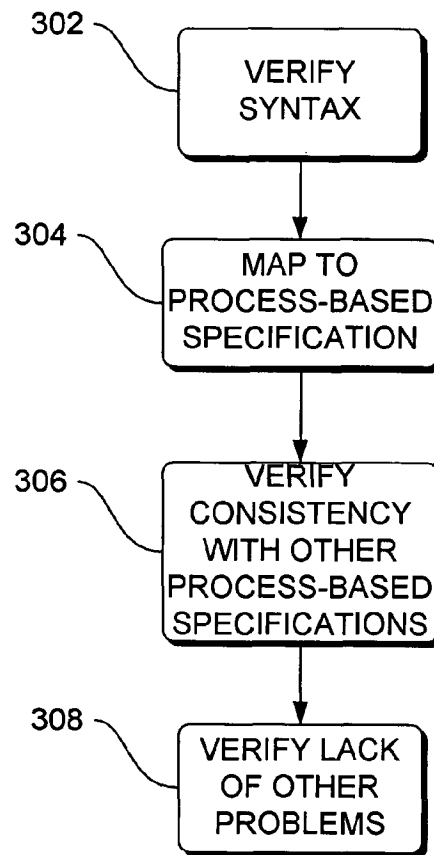 302
VERIFY
SYNTAX
304
MAP TO
PROCESS-BASED
SPECIFICATION
306
VERIFY
CONSISTENCY
WITH OTHER
PROCESS-BASED
SPECIFICATIONS
308
VERIFY LACK
OF OTHER
PROBLEMS